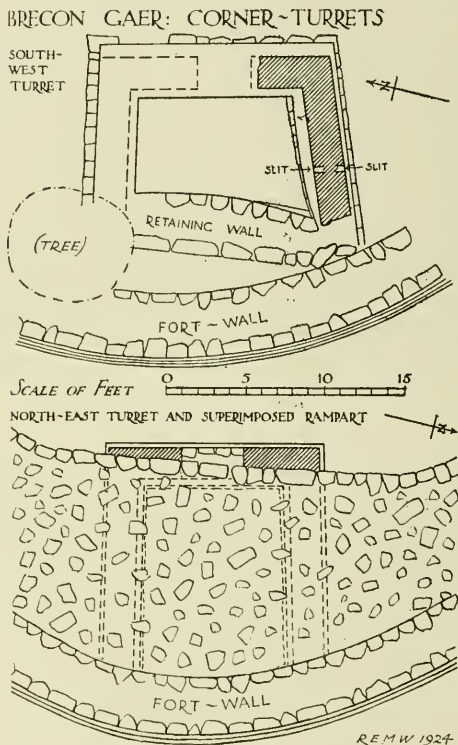 BRECON GAER: CORNER-TURRETS
SOUTH-
WEST
TURRET
N
SLIT
SLIT
RETAINING WALL
(TREE)
FORT-WALL
SCALE OF FEET 0 5 10 15
NORTH-EAST TURRET AND SUPERIMPOSED RAMPART
N
FORT-WALL
R.E.M.W. 1924